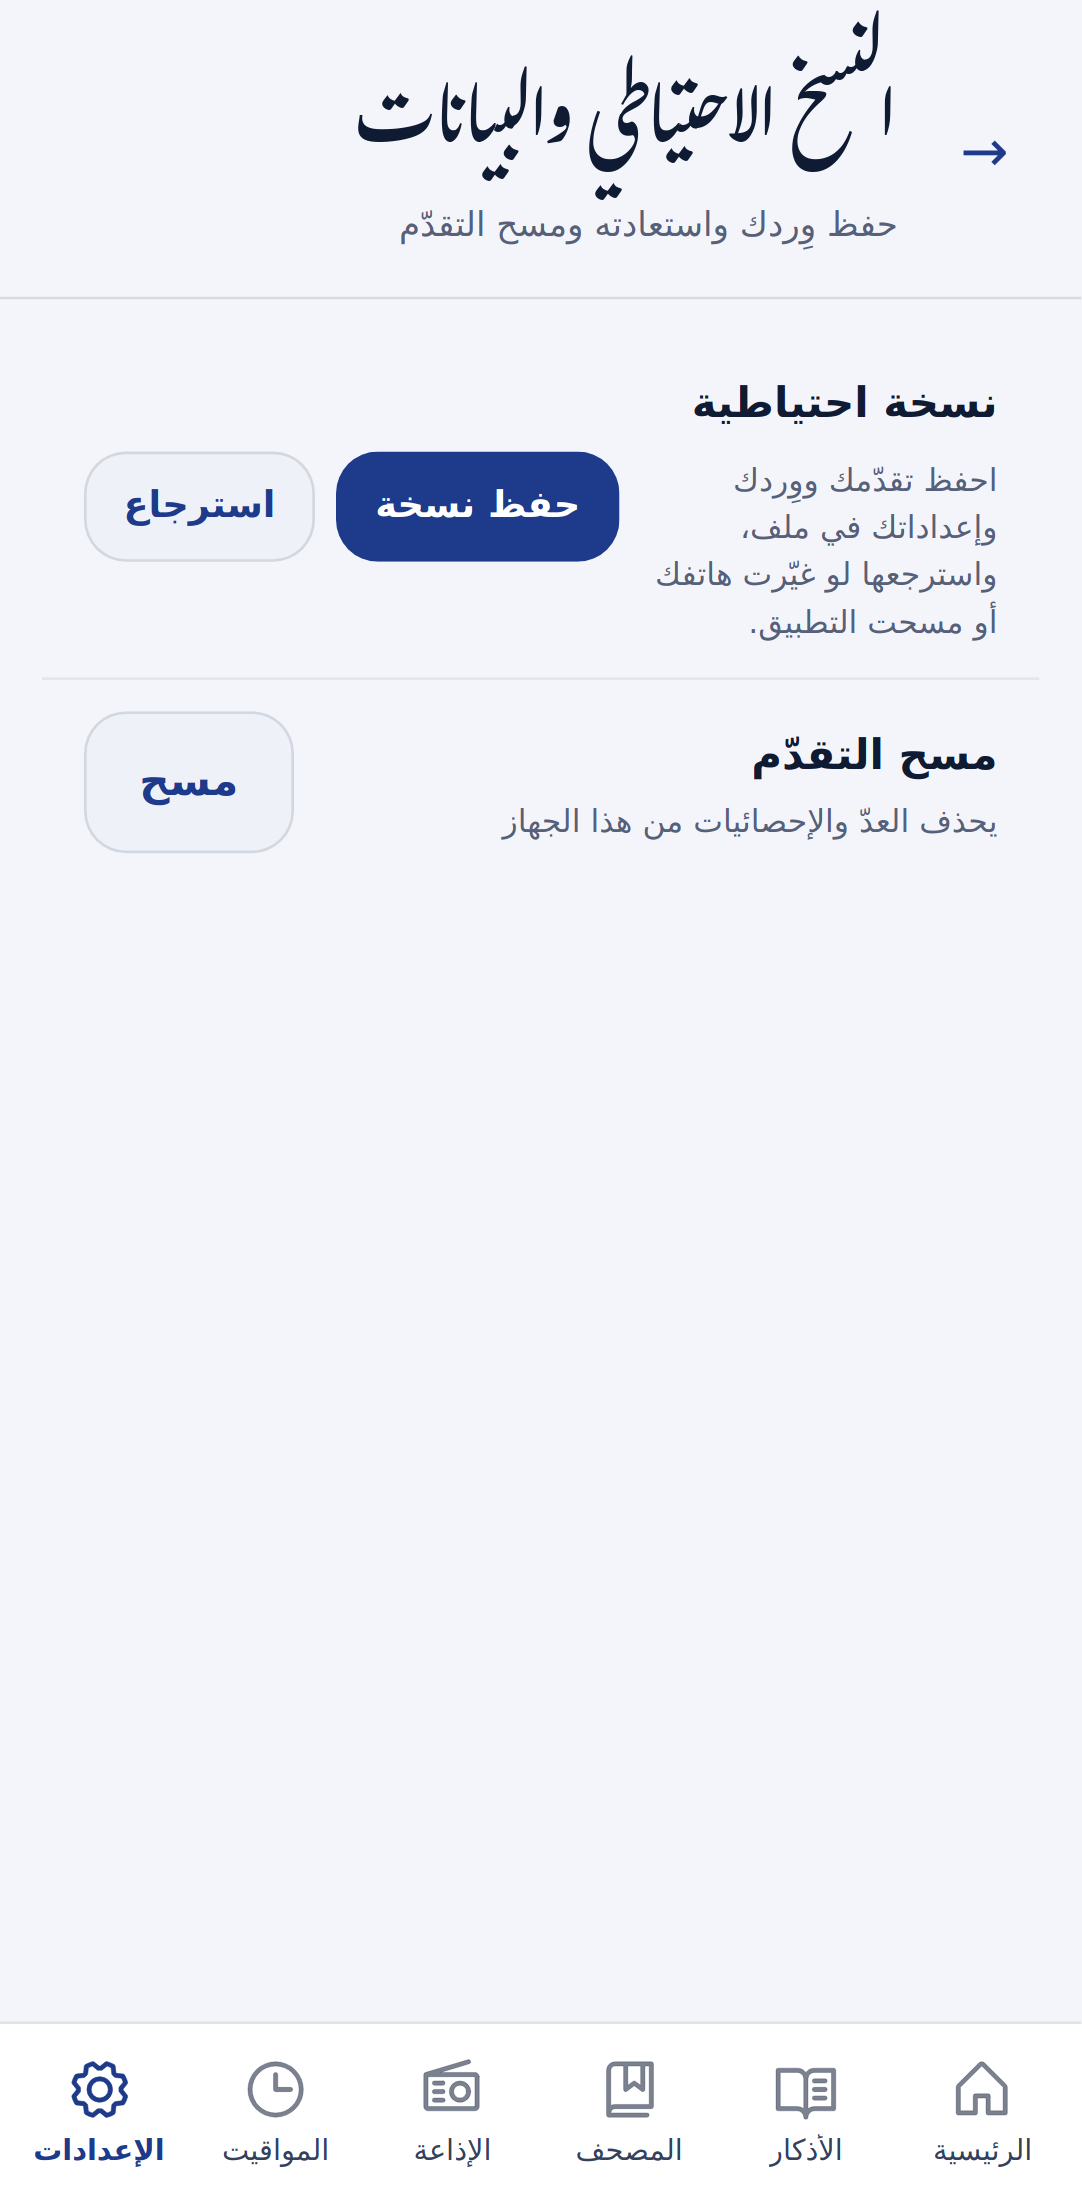 النسخ الاحتياطي والبيانات
حفظ وِردك واستعادته ومسح التقدّم
نسخة احتياطية
احفظ تقدّمك ووِردك
وإعداداتك في ملف،
واسترجعها لو غيّرت هاتفك
أو مسحت التطبيق.
حفظ نسخة
استرجاع
مسح التقدّم
يحذف العدّ والإحصائيات من هذا الجهاز
مسح
الرئيسية
الأذكار
المصحف
الإذاعة
المواقيت
الإعدادات